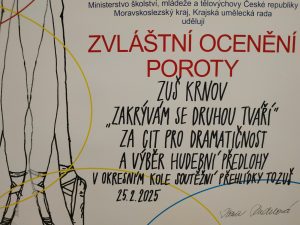 Ministerstvo školství, mládeže a tělovýchovy České republiky
Moravskoslezský kraj, Krajská umělecká rada
udělují
ZVLÁŠTNÍ OCENĚNÍ
POROTY
ZUŠ KRNOV
„ZAKRÝVÁM SE DRUHOU TVÁŘÍ"
ZA CIT PRO DRAMATIČNOST
A VÝBĚR HUDEBNÍ PŘEDLOHY
V OKRESNÍM KOLE SOUTĚŽNÍ PŘEHLÍDKY TOZUŠ
25.2.2025